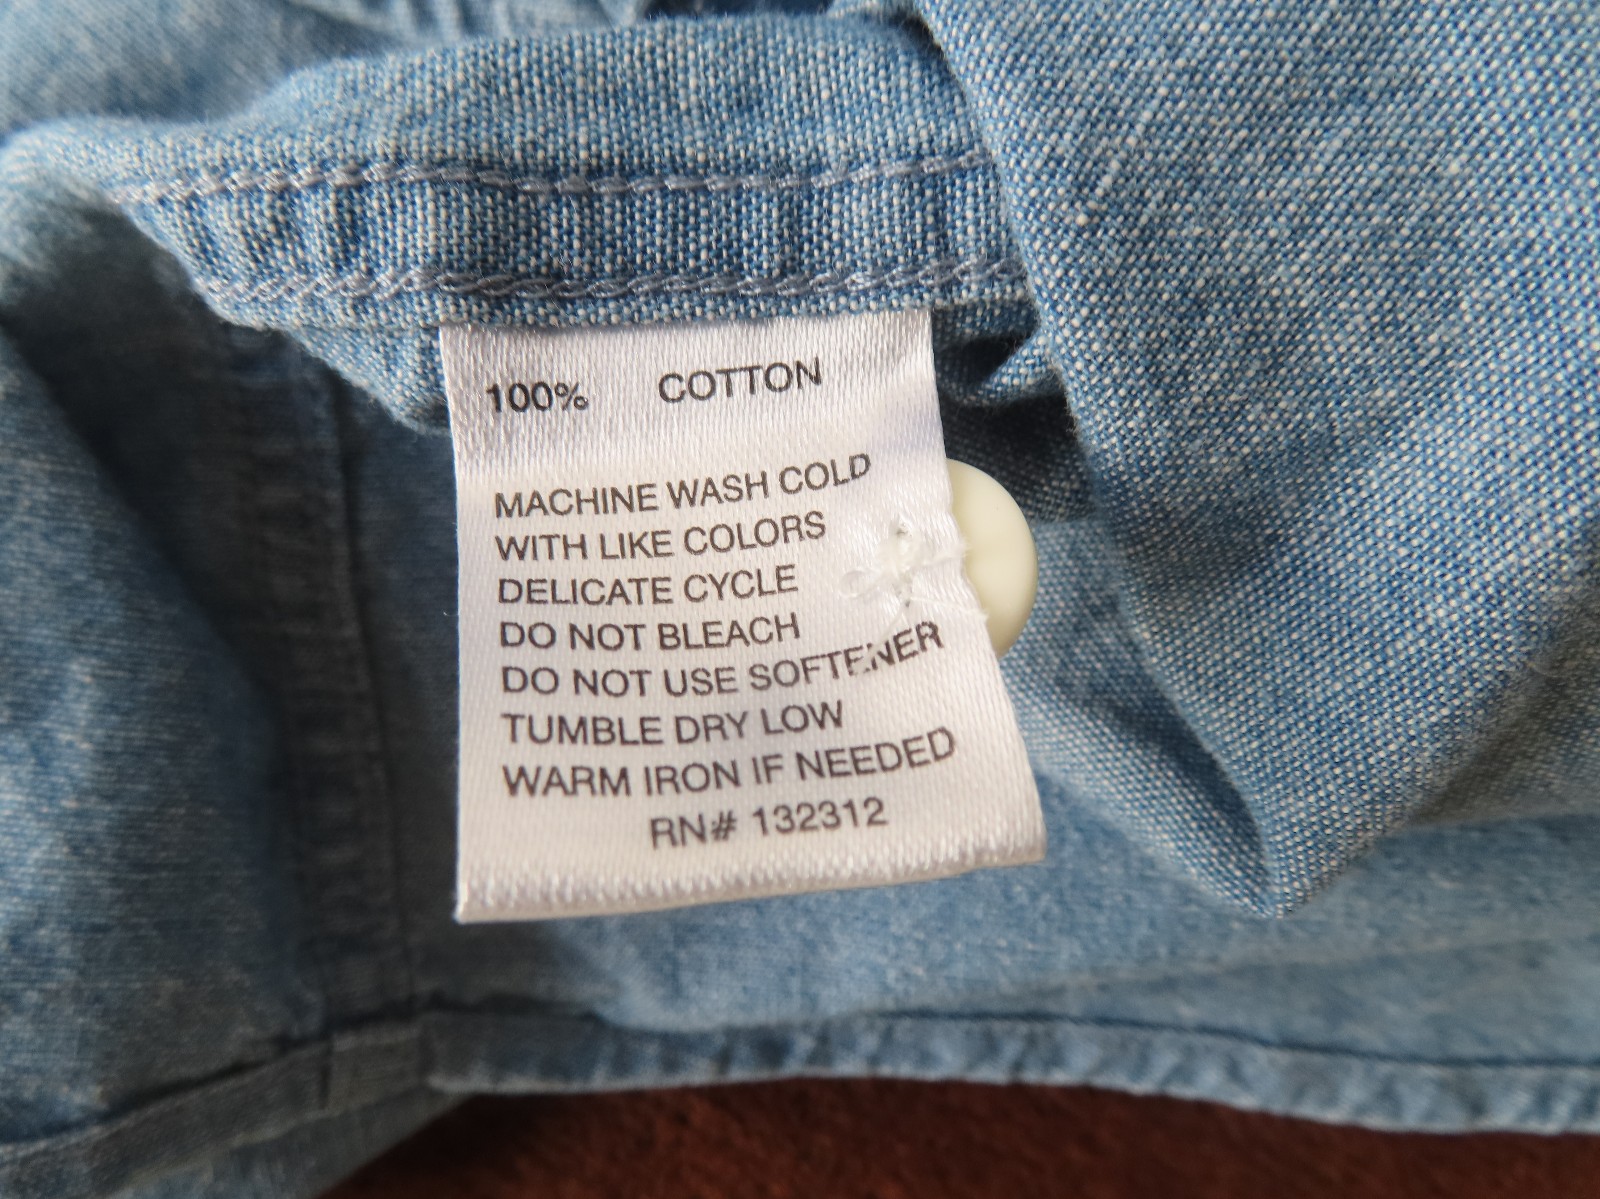 100% COTTON
MACHINE WASH COLD
WITH LIKE COLORS
DELICATE CYCLE
DO NOT BLEACH
DO NOT USE SOFTENER
TUMBLE DRY LOW
WARM IRON IF NEEDED
RN# 132312